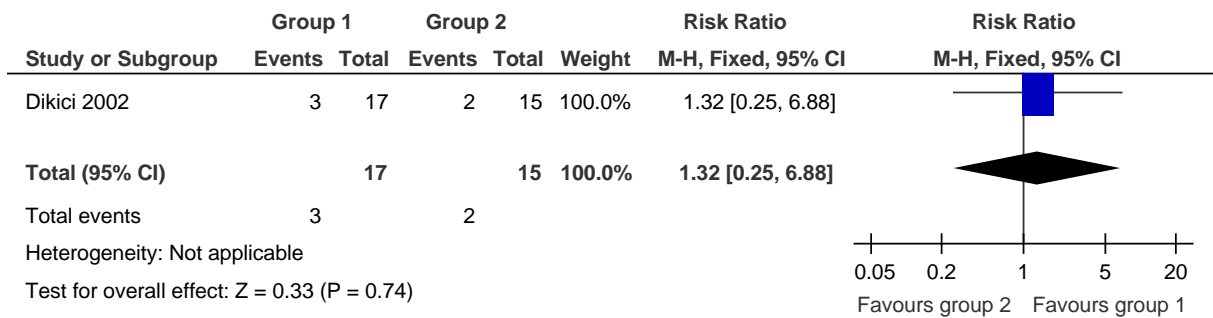 Group 1 Group 2 Risk Ratio Risk Ratio
Study or Subgroup Events Total Events Total Weight M-H, Fixed, 95% CI M-H, Fixed, 95% CI
Dikici 2002 3 17 2 15 100.0% 1.32 [0.25, 6.88]
Total (95% CI) 17 15 100.0% 1.32 [0.25, 6.88]
Total events 3 2
Heterogeneity: Not applicable
Test for overall effect: Z = 0.33 (P = 0.74)
0.05 0.2 1 5 20
Favours group 2 Favours group 1